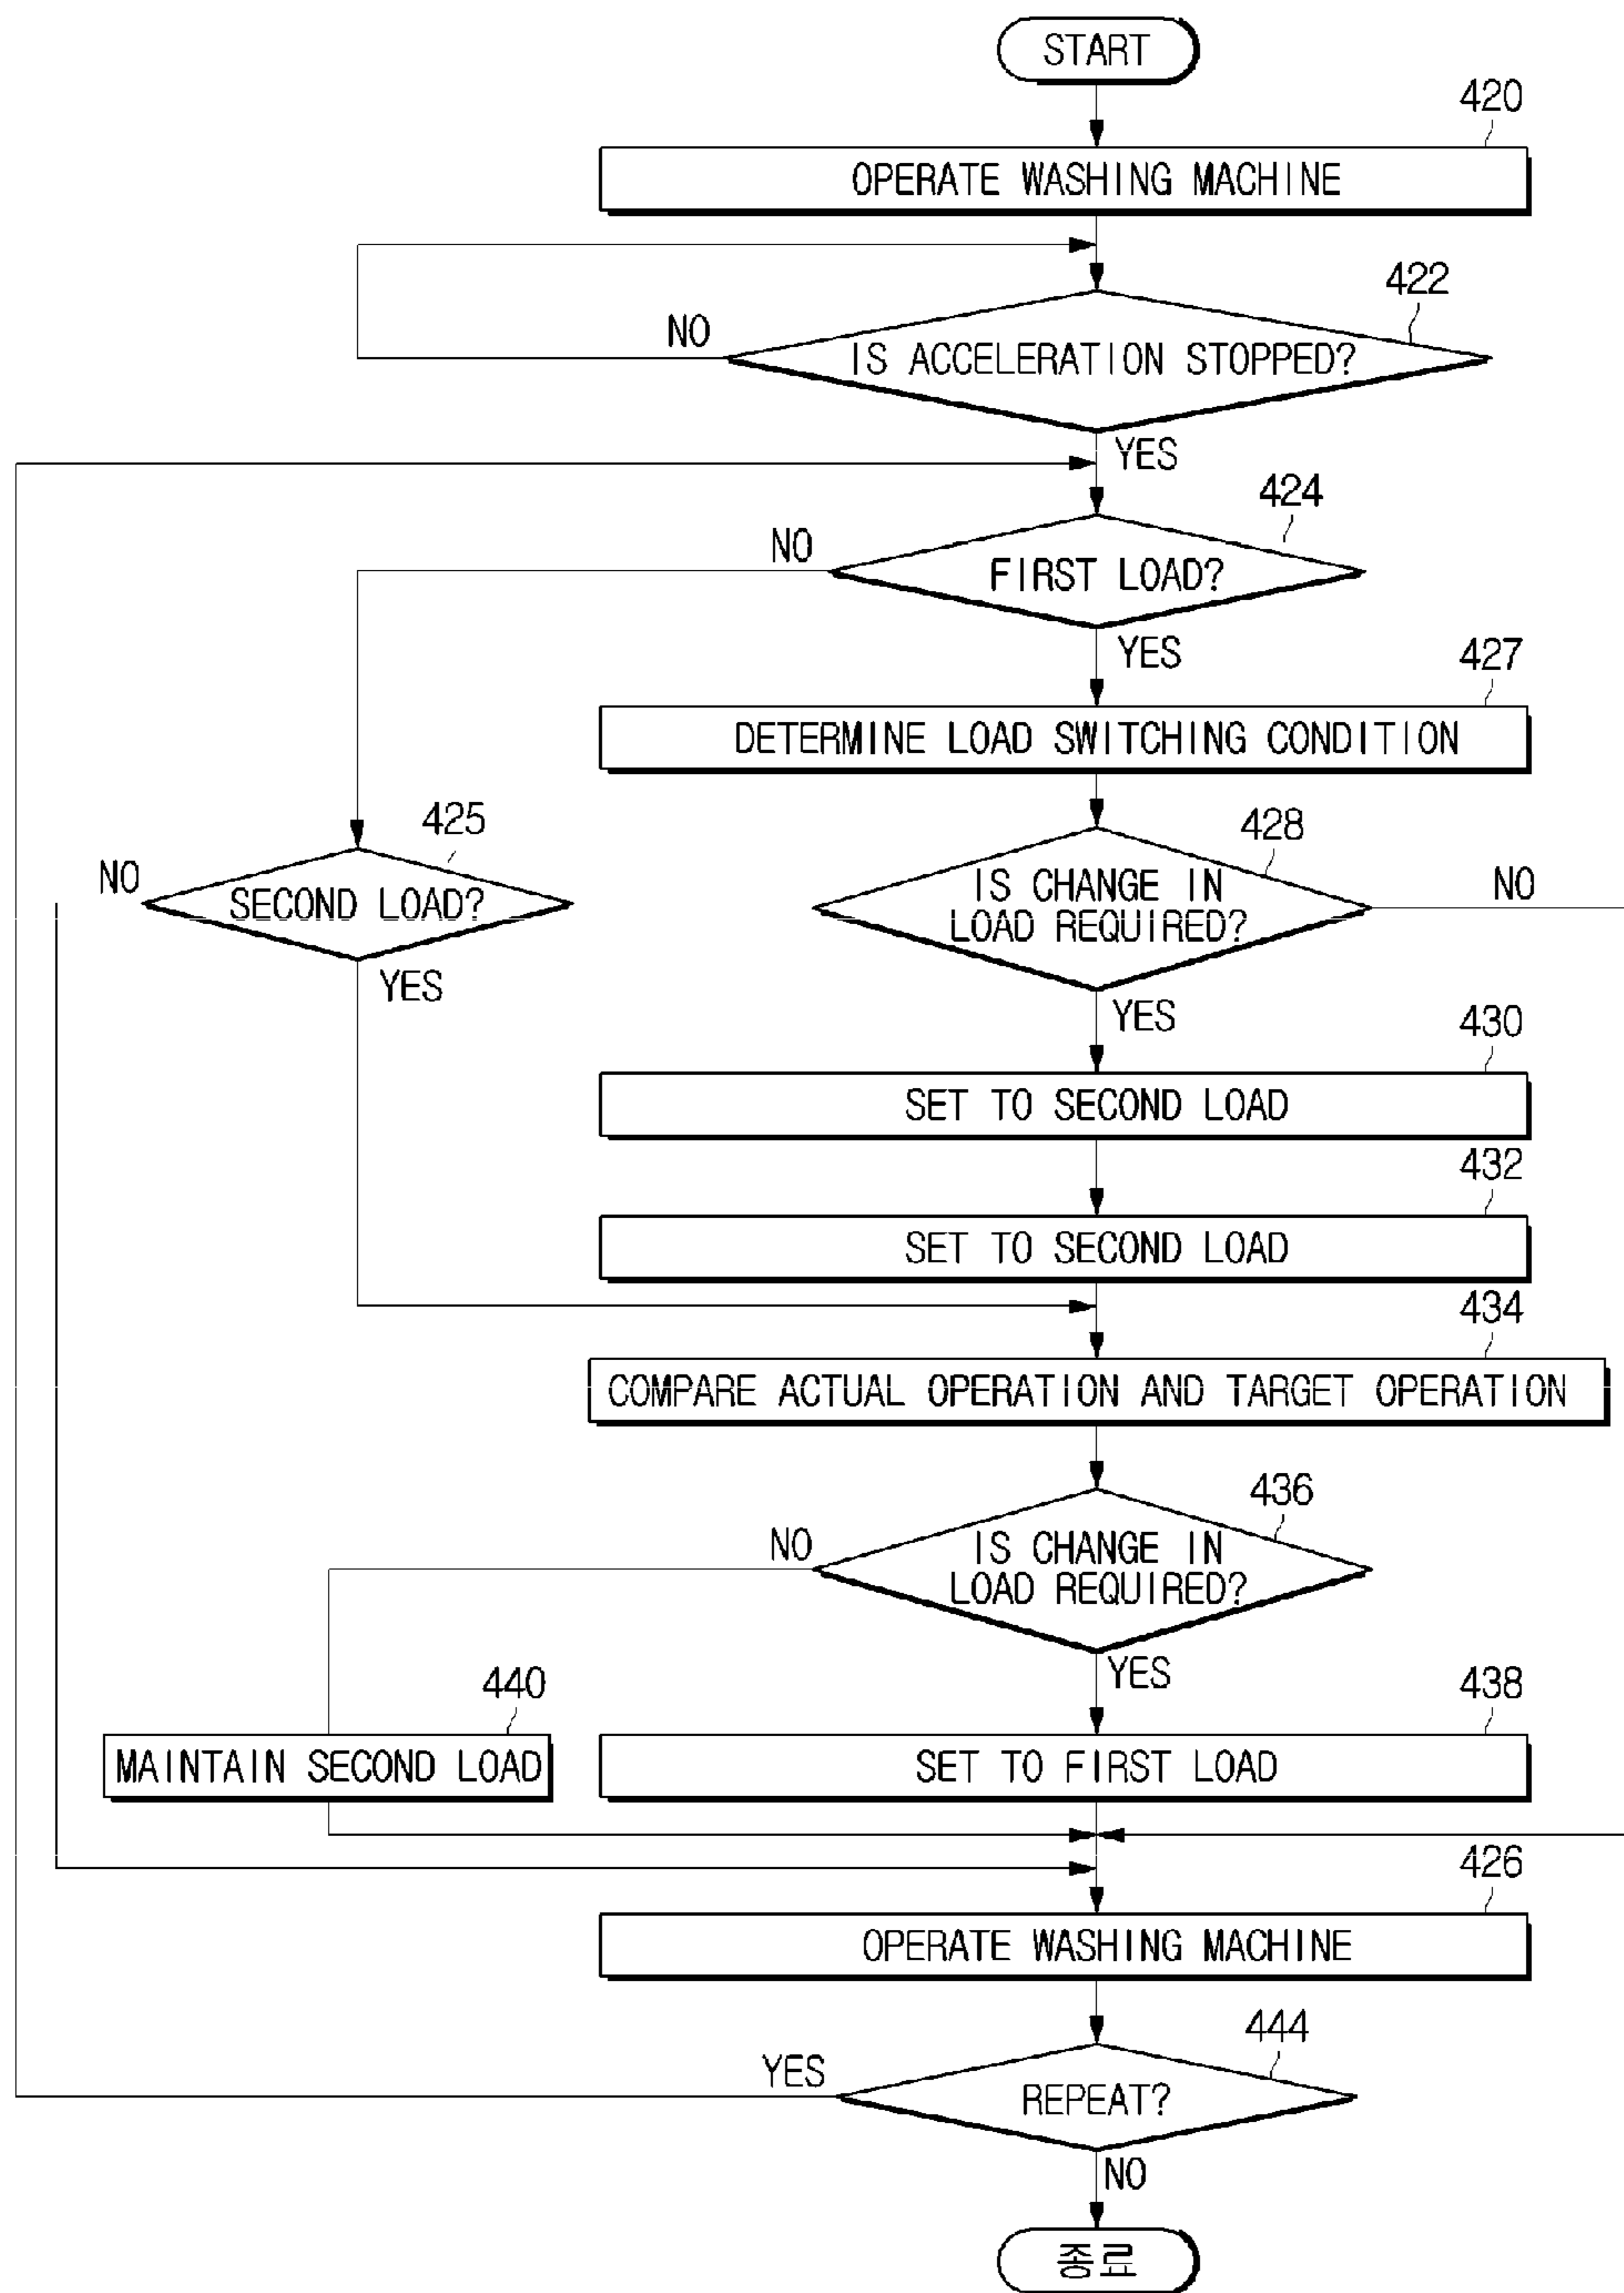 START
420
OPERATE WASHING MACHINE
422
NO
IS ACCELERATION STOPPED?
YES
424
NO
FIRST LOAD?
YES
427
DETERMINE LOAD SWITCHING CONDITION
425
428
NO
SECOND LOAD?
IS CHANGE IN
LOAD REQUIRED?
NO
YES
YES
430
SET TO SECOND LOAD
432
SET TO SECOND LOAD
434
COMPARE ACTUAL OPERATION AND TARGET OPERATION
436
NO
IS CHANGE IN
LOAD REQUIRED?
YES
440
438
MAINTAIN SECOND LOAD
SET TO FIRST LOAD
426
OPERATE WASHING MACHINE
444
YES
REPEAT?
NO
종료